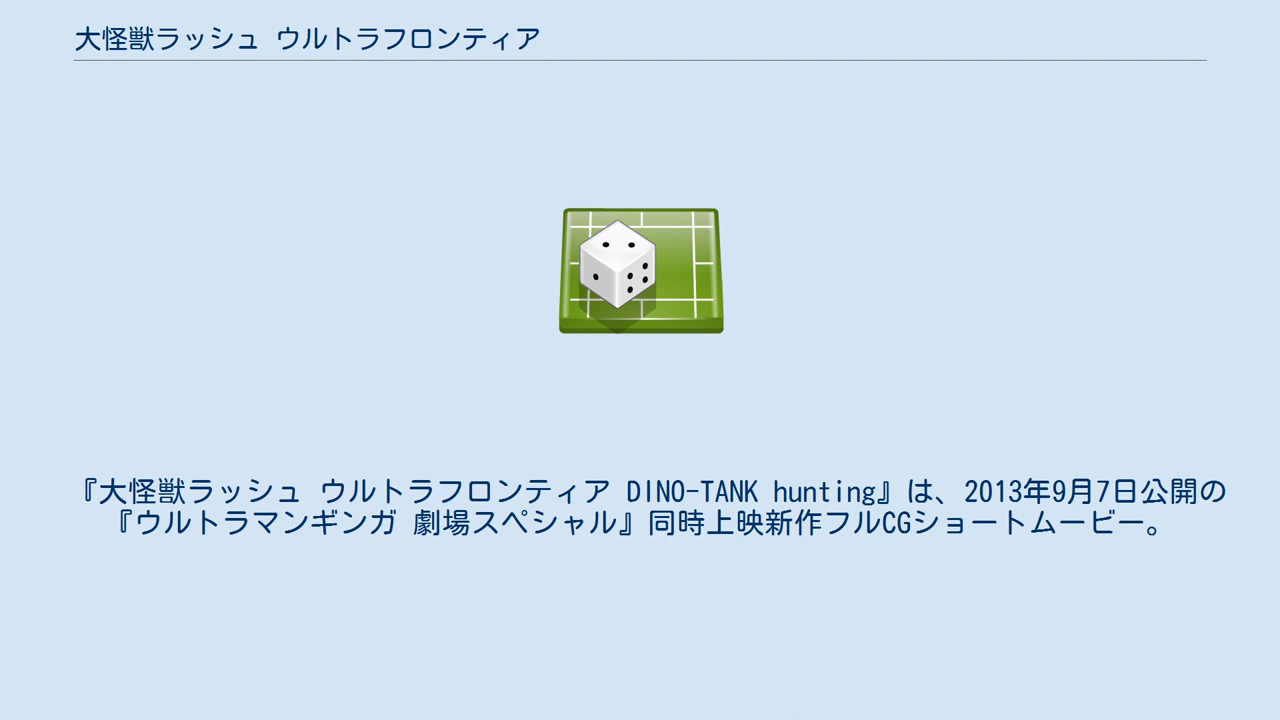 大怪獣ラッシュ ウルトラフロンティア
『大怪獣ラッシュ ウルトラフロンティア DINO-TANK hunting』は、2013年9月7日公開の
『ウルトラマンギンガ 劇場スペシャル』同時上映新作フルCGショートムービー。